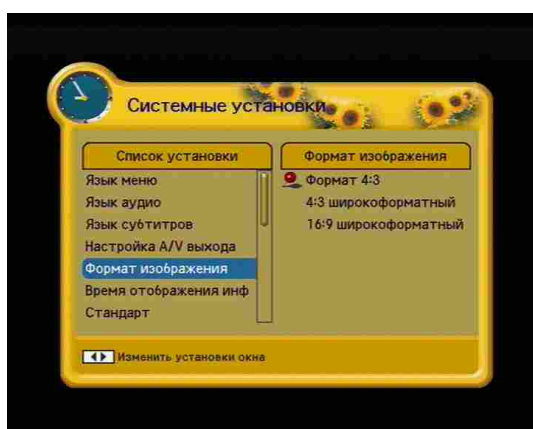 Системные установки
Список установки
Язык меню
Язык аудио
Язык субтитров
Настройка A/V выхода
Формат изображения
Время отображения инф
Стандарт
Формат изображения
Формат 4:3
4:3 широкоформатный
16:9 широкоформатный
Изменить установки окна